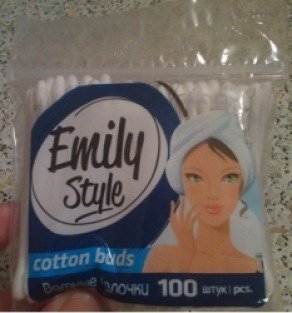 Emily
Style
cotton buds
Ватные палочки 100 штук | pcs.